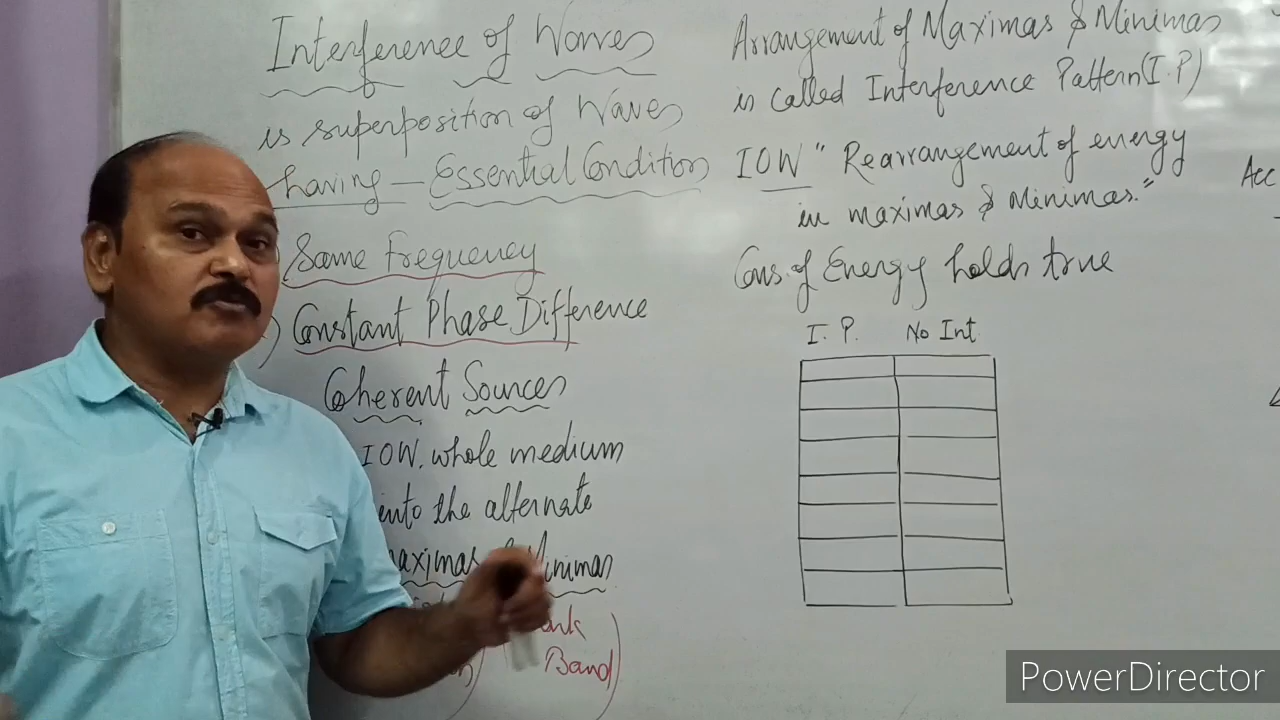 Interference of Waves
is superposition of Waves
having - Essential Condition
) Same Frequency
) Constant Phase Difference
Coherent Sources
IOW. whole medium
into the alternate
maximas & Minimas
Band)
Arrangement of Maximas & Minimas
is called Interference Pattern (I.P)
IOW "Rearrangement of energy
in maximas & Minimas."
Cons. of Energy holds true
I. P. No Int.
Acc
PowerDirector